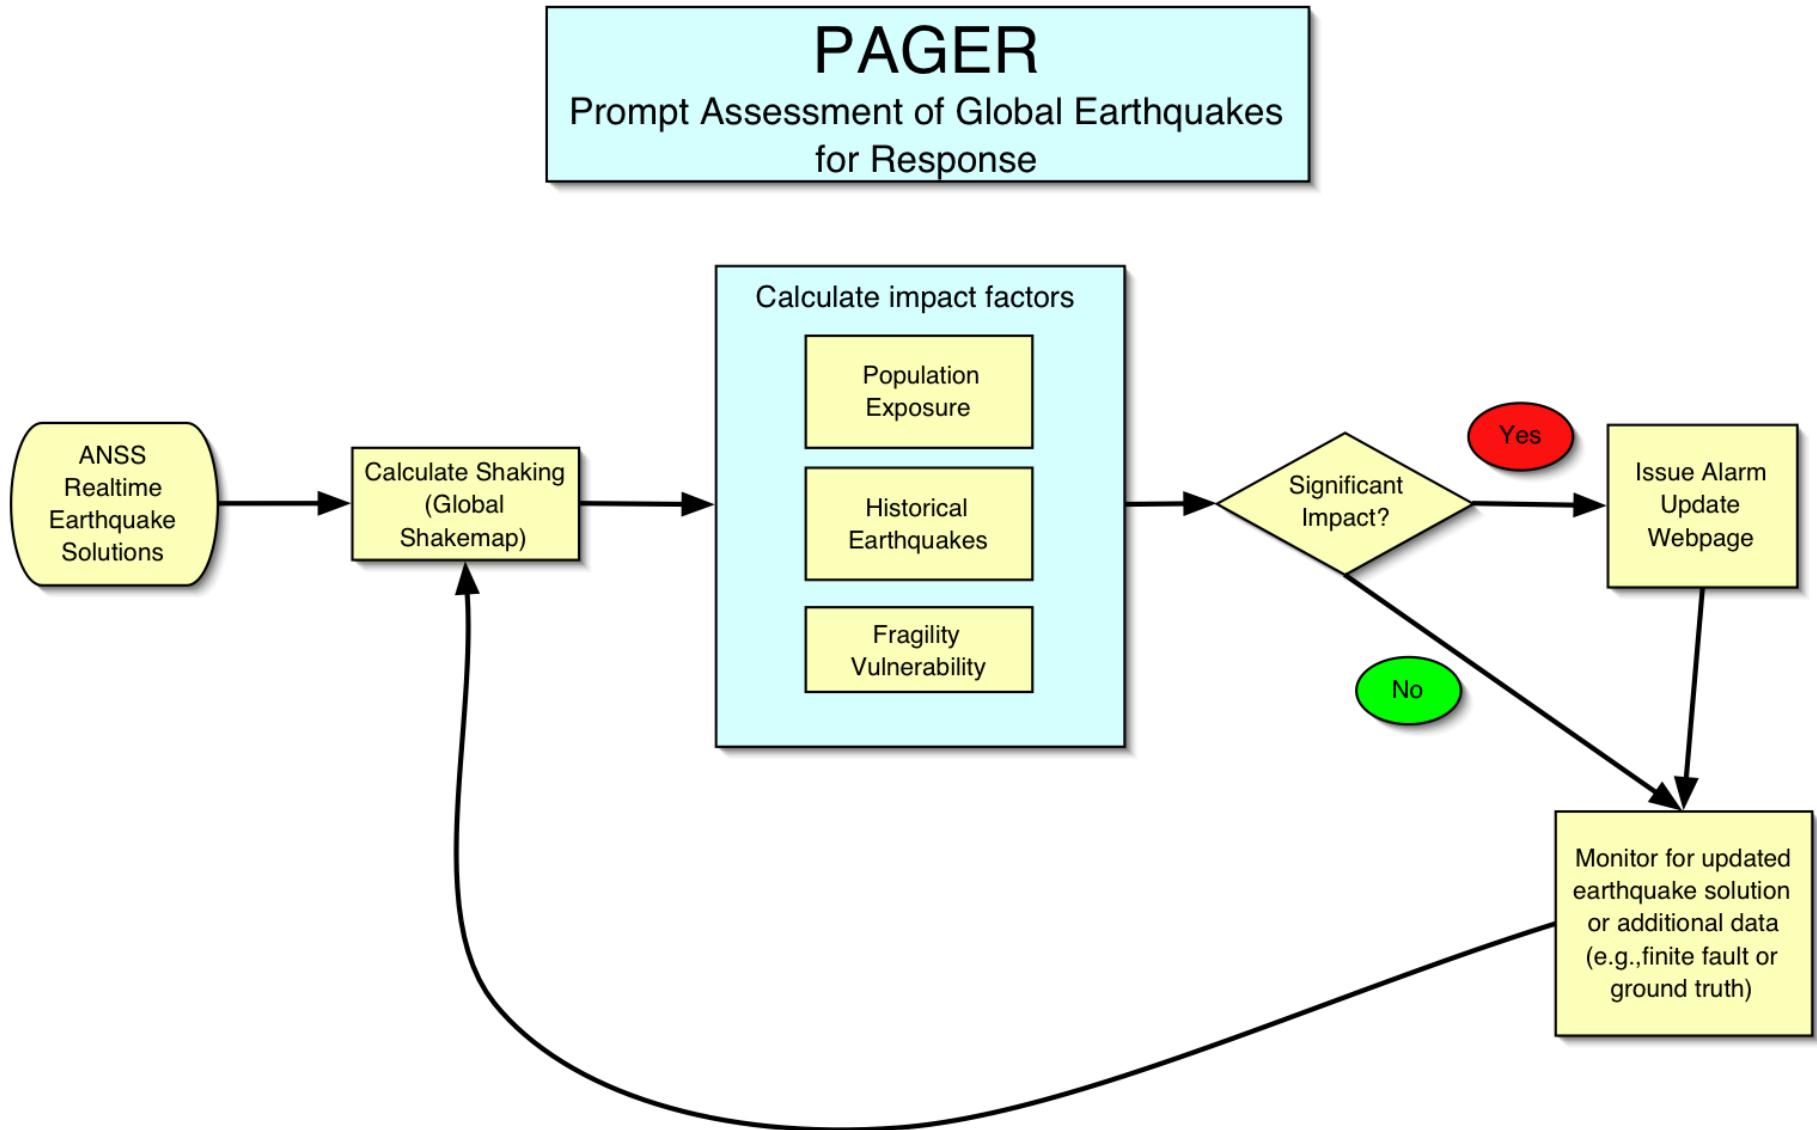 PAGER
Prompt Assessment of Global Earthquakes
for Response
Calculate impact factors
Population
Exposure
Historical
Earthquakes
Fragility
Vulnerability
ANSS
Realtime
Earthquake
Solutions
Calculate Shaking
(Global
Shakemap)
Significant
Impact?
Yes
No
Issue Alarm
Update
Webpage
Monitor for updated
earthquake solution
or additional data
(e.g.,finite fault or
ground truth)